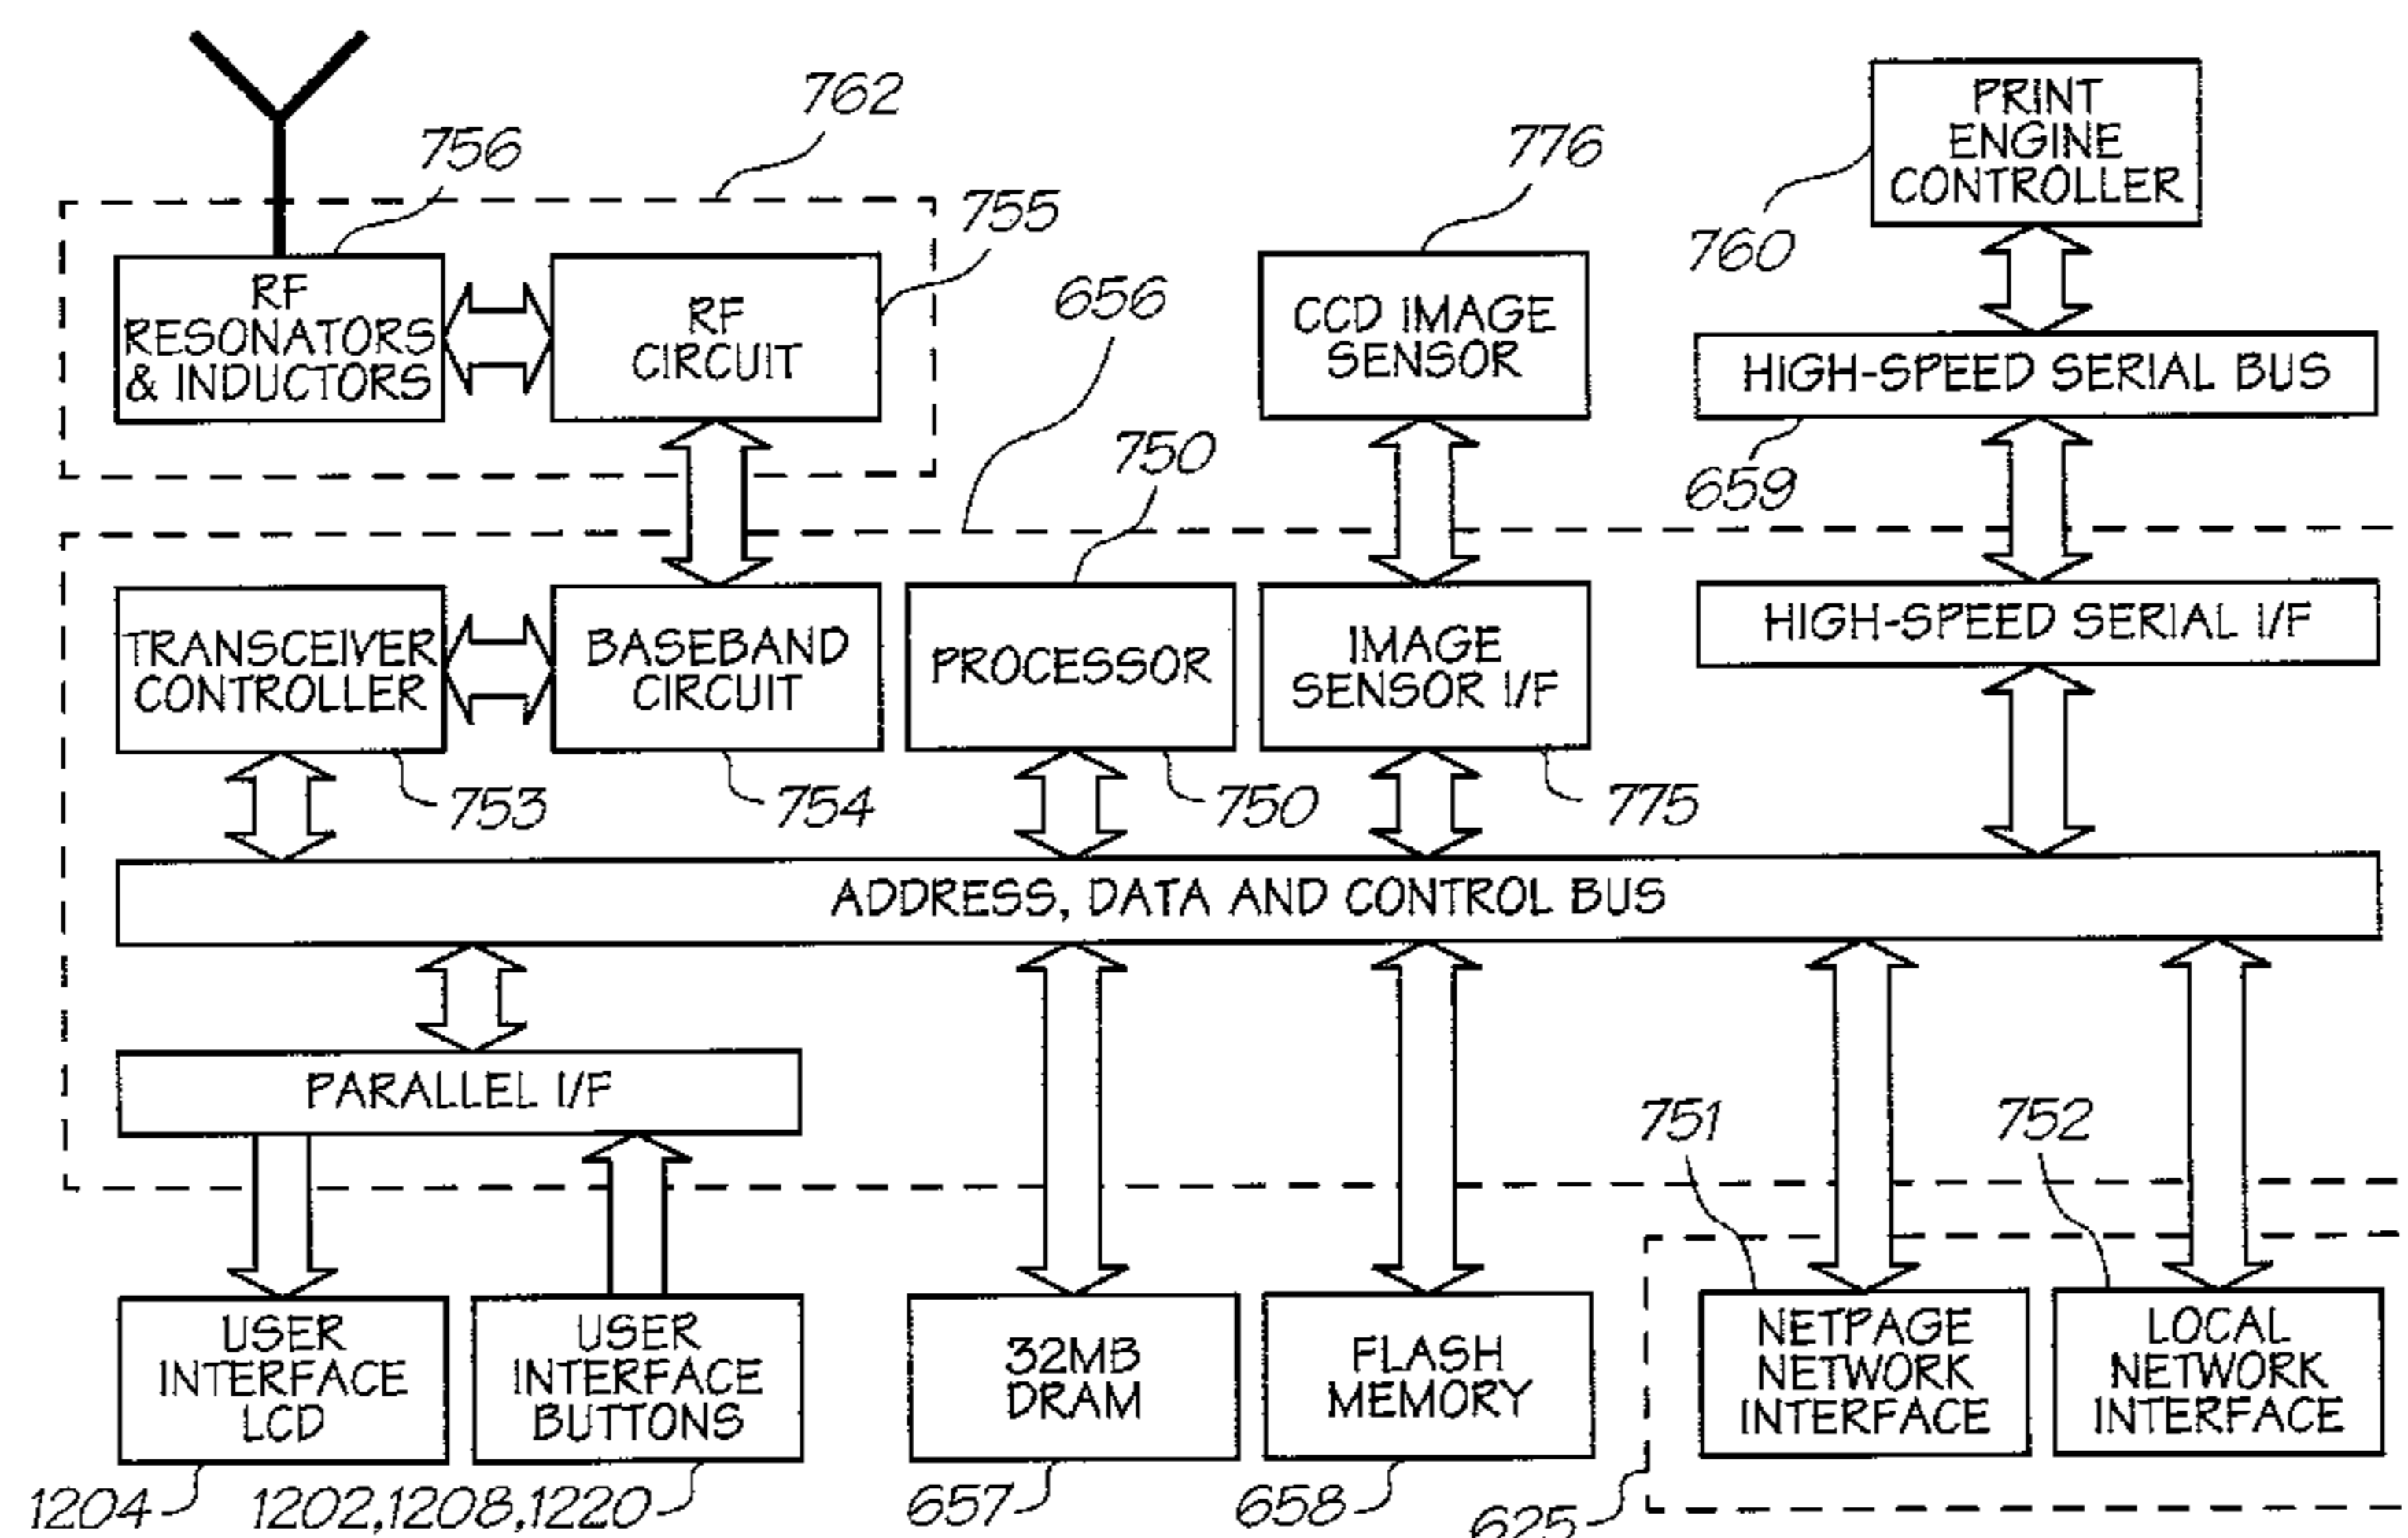 762
756
755
776
PRINT
ENGINE
CONTROLLER
760
RF
RESONATORS
& INDUCTORS
RF
CIRCUIT
656
CCD IMAGE
SENSOR
HIGH-SPEED SERIAL BUS
659
750
TRANSCEIVER
CONTROLLER
BASEBAND
CIRCUIT
PROCESSOR
IMAGE
SENSOR I/F
HIGH-SPEED SERIAL I/F
753
754
750
775
ADDRESS, DATA AND CONTROL BUS
PARALLEL I/F
751
752
USER
INTERFACE
LCD
USER
INTERFACE
BUTTONS
32MB
DRAM
FLASH
MEMORY
NETPAGE
NETWORK
INTERFACE
LOCAL
NETWORK
INTERFACE
1204
1202,1208,1220
657
658
625